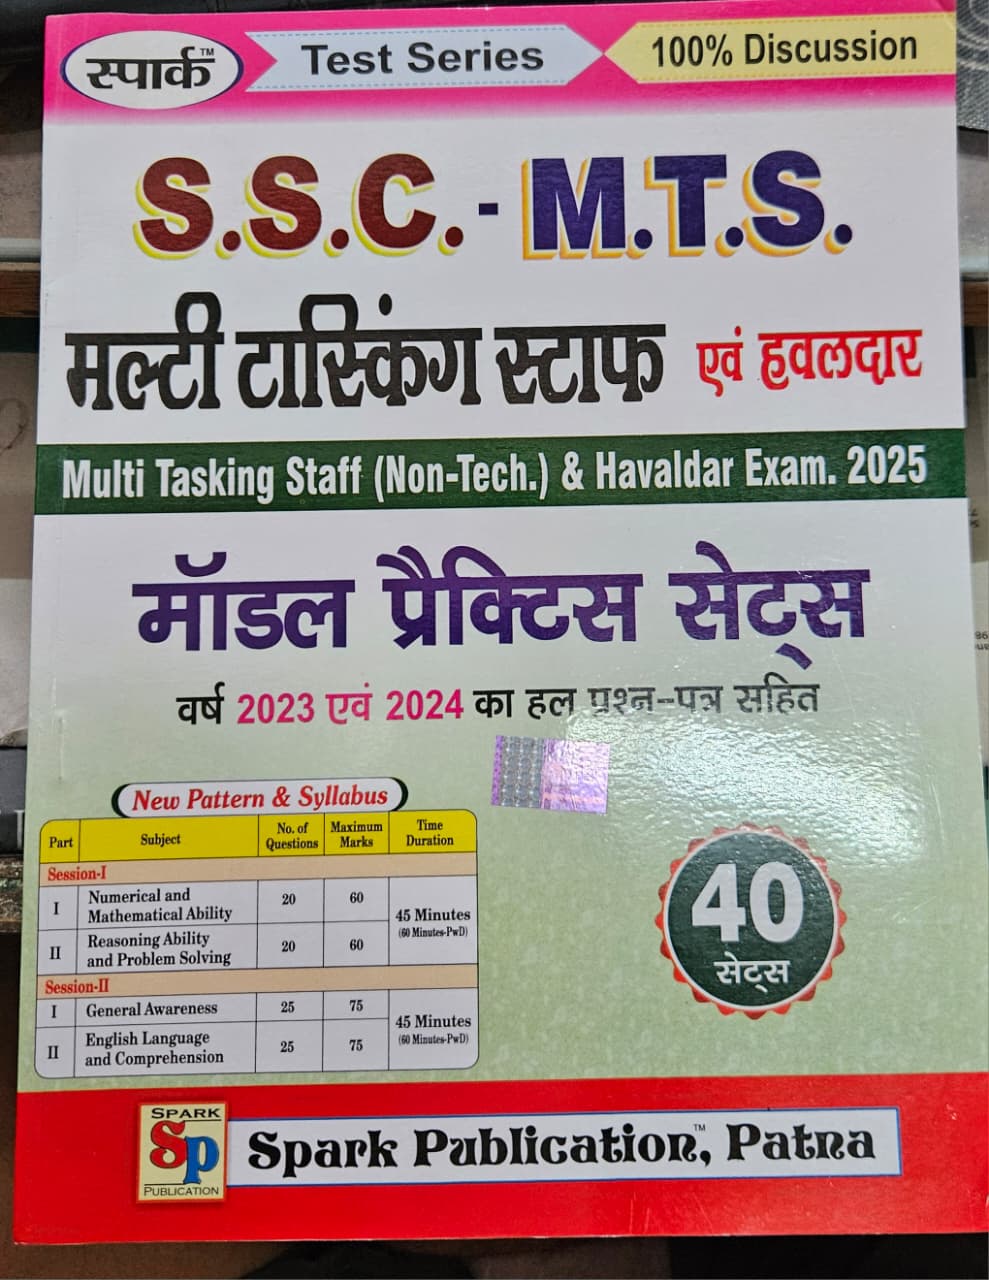 स्पार्क™
Test Series
100% Discussion
S.S.C. - M.T.S.
मल्टी टास्किंग स्टाफ एवं हवलदार
Multi Tasking Staff (Non-Tech.) & Havaldar Exam. 2025
मॉडल प्रैक्टिस सेट्स
वर्ष 2023 एवं 2024 का हल प्रश्न-पत्र सहित
New Pattern & Syllabus
Part Subject No. of Questions Maximum Marks Time Duration
Session-I
I Numerical and Mathematical Ability 20 60 45 Minutes (60 Minutes-PwD)
II Reasoning Ability and Problem Solving 20 60
Session-II
I General Awareness 25 75 45 Minutes (60 Minutes-PwD)
II English Language and Comprehension 25 75
40
सेट्स
SPARK
Sp
PUBLICATION
Spark Publication™, Patna